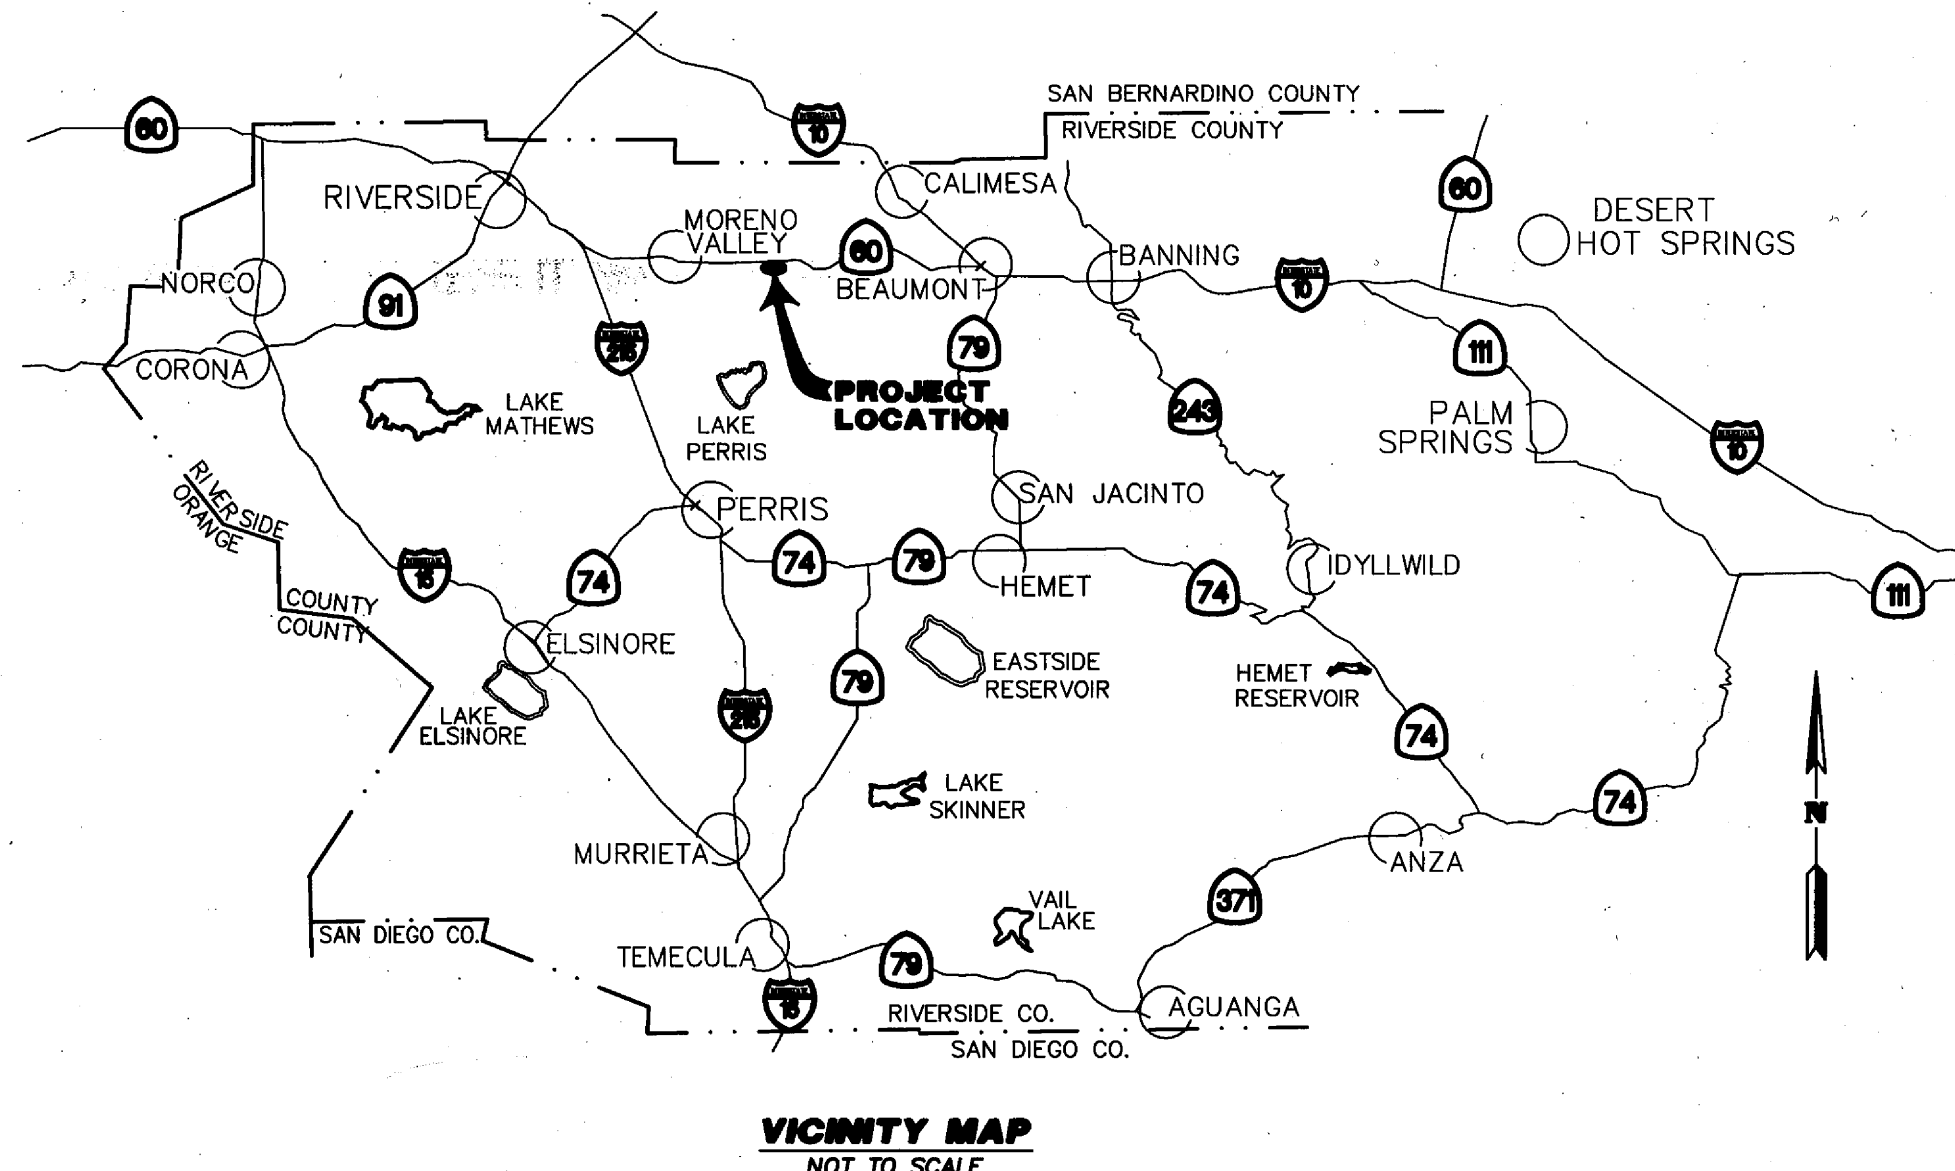 SAN BERNARDINO COUNTY
RIVERSIDE COUNTY
60
10
60
RIVERSIDE
CALIMESA
MORENO
VALLEY
60
DESERT
HOT SPRINGS
BANNING
NORCO
91
BEAUMONT
10
215
79
111
CORONA
PROJECT
LOCATION
LAKE
MATHEWS
LAKE
PERRIS
243
PALM
SPRINGS
10
RIVERSIDE
ORANGE
PERRIS
SAN JACINTO
15
74
74
79
HEMET
74
IDYLLWILD
111
COUNTY
COUNTY
ELSINORE
79
EASTSIDE
RESERVOIR
HEMET
RESERVOIR
LAKE
ELSINORE
215
74
LAKE
SKINNER
74
N
MURRIETA
ANZA
371
VAIL
LAKE
SAN DIEGO CO.
TEMECULA
79
15
RIVERSIDE CO.
SAN DIEGO CO.
AGUANGA
VICINITY MAP
NOT TO SCALE